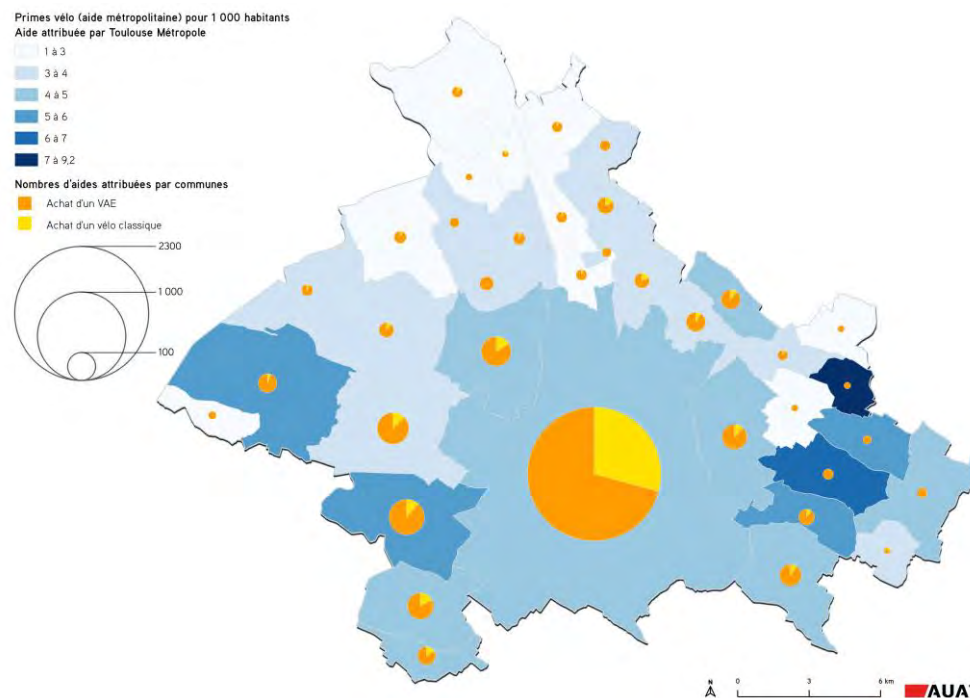 Primes vélo (aide métropolitaine) pour 1 000 habitants
Aide attribuée par Toulouse Métropole
1 à 3
3 à 4
4 à 5
5 à 6
6 à 7
7 à 9,2
Nombres d'aides attribuées par communes
Achat d'un VAE
Achat d'un vélo classique
2300
1 000
100
0 3 6 km
N
AUAT